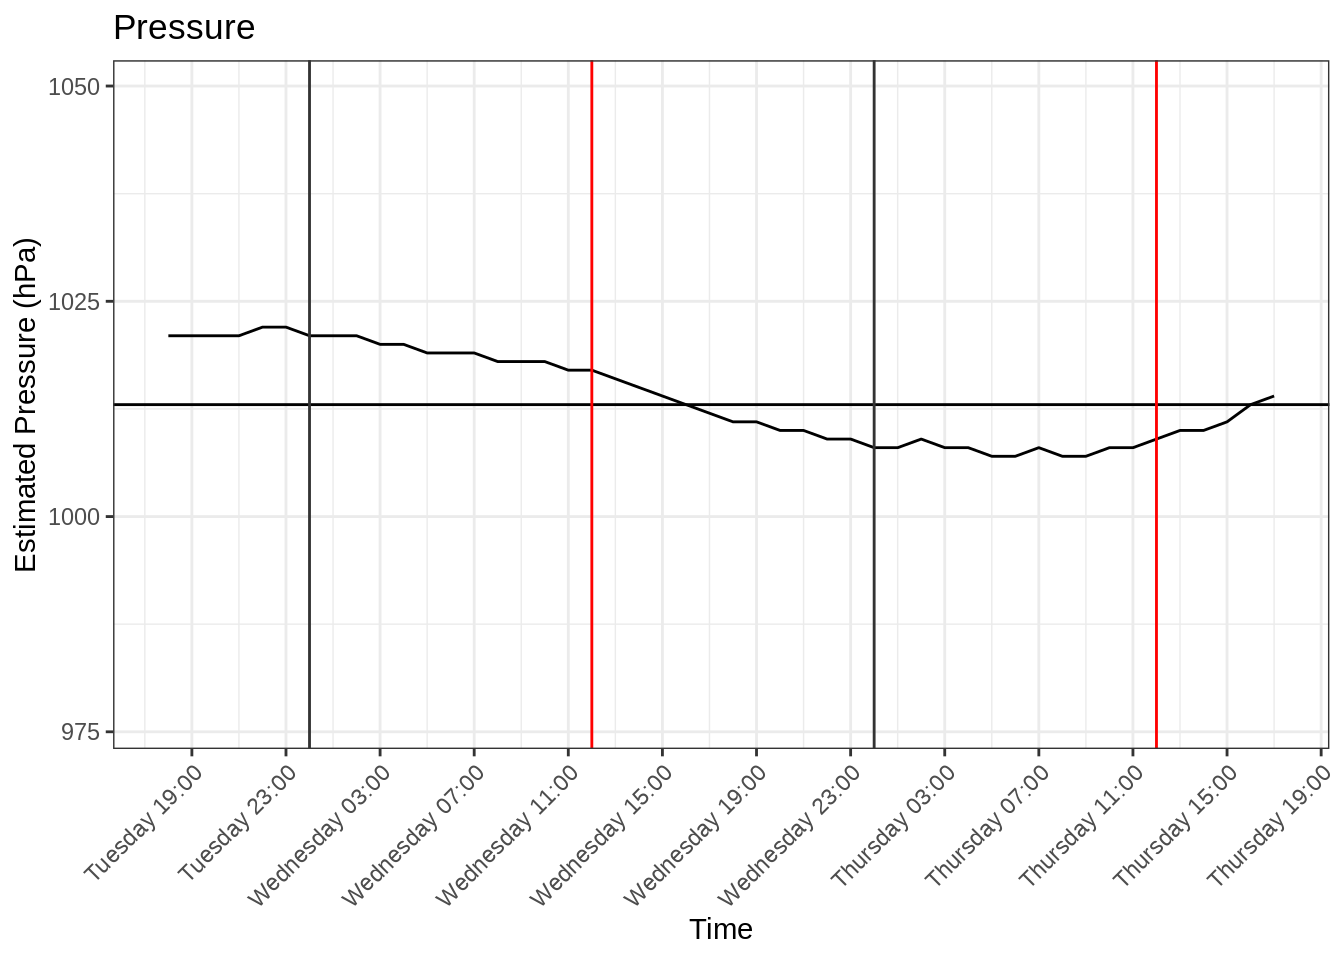 Pressure
Estimated Pressure (hPa)
1050
1025
1000
975
Tuesday 19:00
Tuesday 23:00
Wednesday 03:00
Wednesday 07:00
Wednesday 11:00
Wednesday 15:00
Wednesday 19:00
Wednesday 23:00
Thursday 03:00
Thursday 07:00
Thursday 11:00
Thursday 15:00
Thursday 19:00
Time